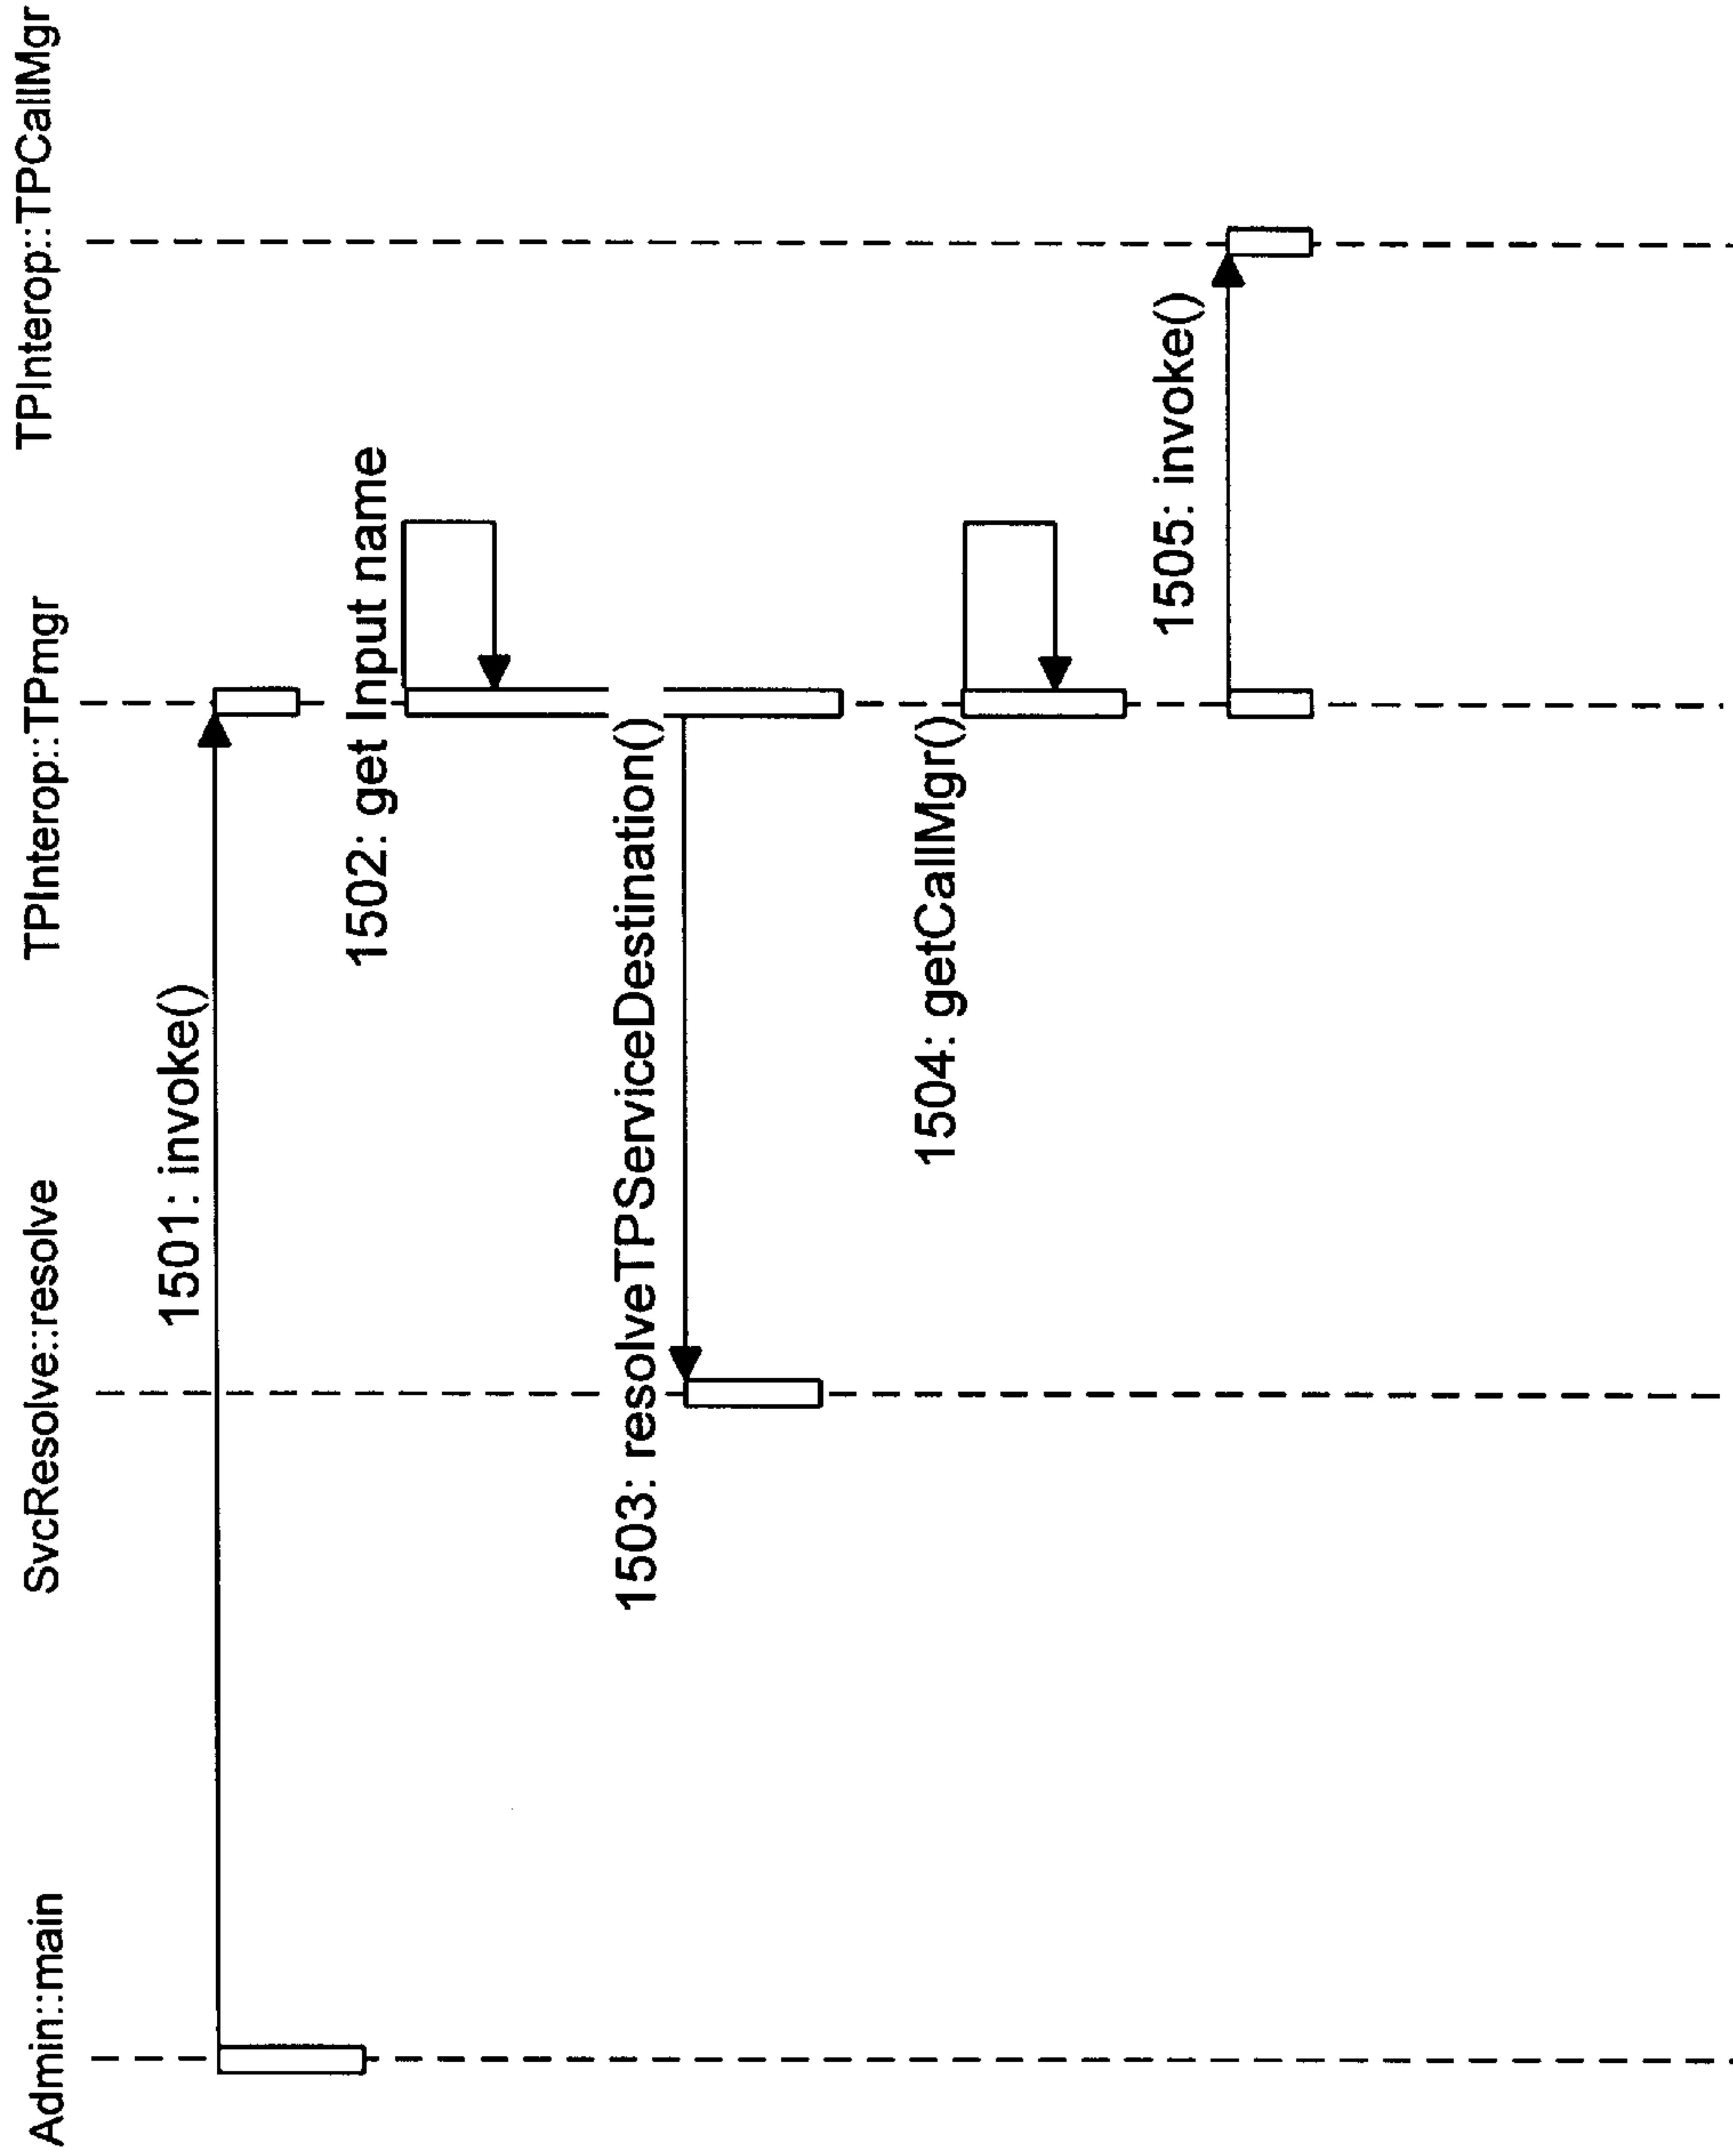 Admin::main
SvcResolve::resolve
TPInterop::TPmgr
TPInterop::TPCallMgr
1501: invoke()
1502: get Input name
1503: resolveTPServiceDestination()
1504: getCallMgr()
1505: invoke()